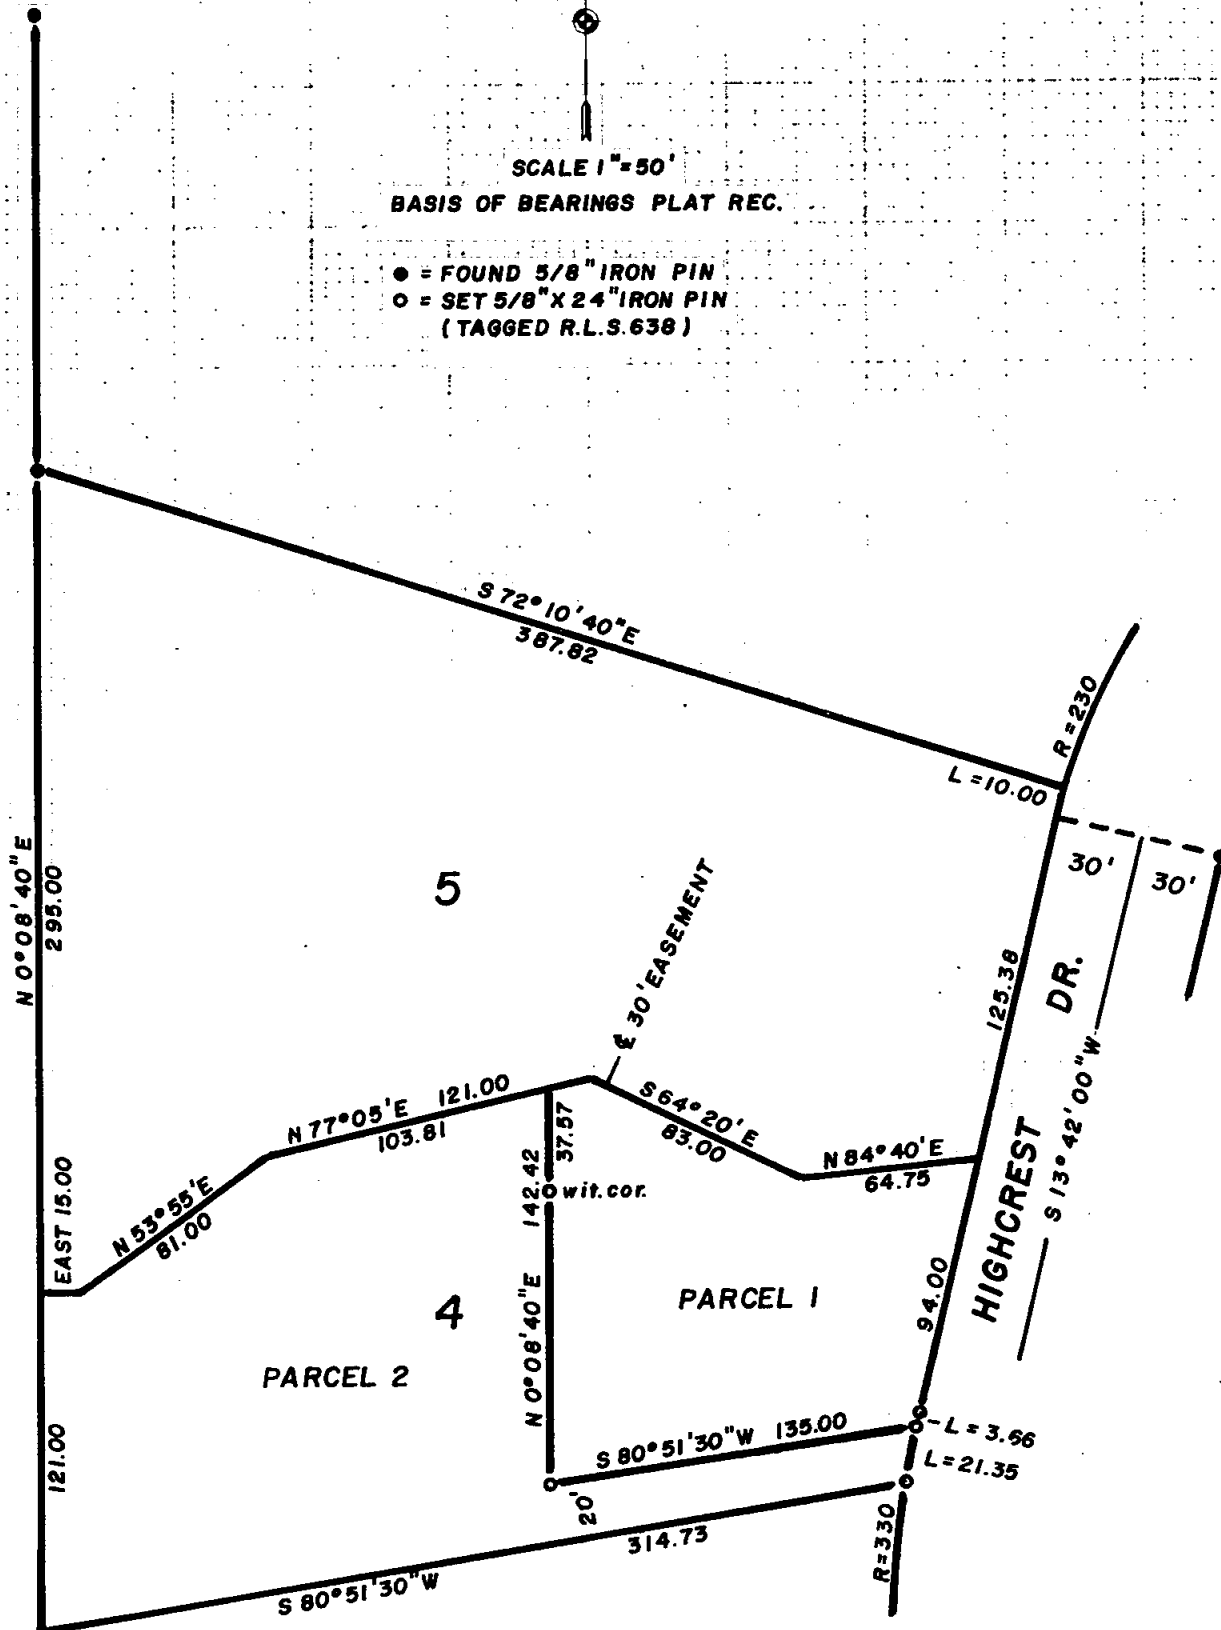 SCALE 1"=50'
BASIS OF BEARINGS PLAT REC.
● = FOUND 5/8" IRON PIN
○ = SET 5/8" X 24" IRON PIN
(TAGGED R.L.S. 638)
S 72° 10' 40" E
387.82
R = 230
L = 10.00
30'
30'
N 0° 08' 40" E
295.00
5
℄ 30' EASEMENT
125.38
HIGHCREST DR.
S 13° 42' 00" W
N 77° 05' E 121.00
103.81
S 64° 20' E
83.00
N 84° 40' E
64.75
37.57
142.42
wit. cor.
EAST 15.00
N 53° 55' E
81.00
N 0° 08' 40" E
4
PARCEL 1
94.00
PARCEL 2
121.00
S 80° 51' 30" W 135.00
L = 3.66
L = 21.35
20'
314.73
S 80° 51' 30" W
R = 330